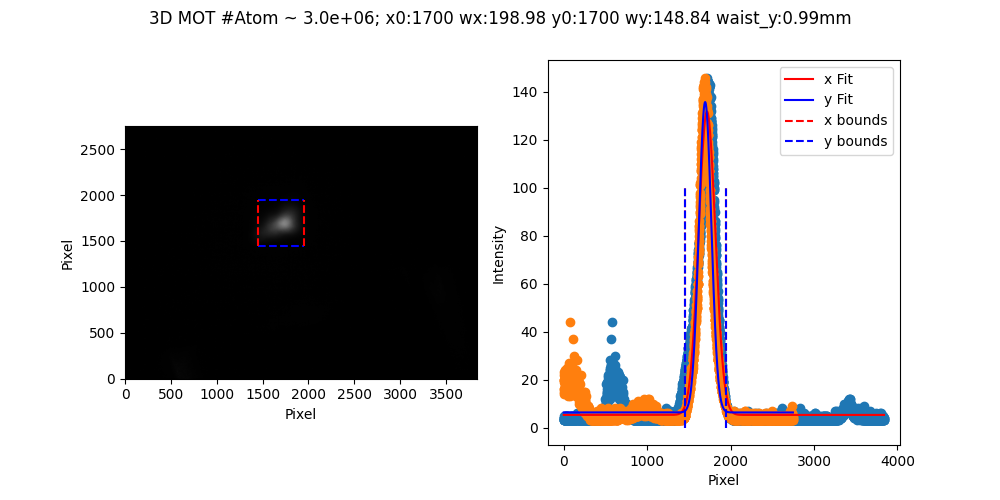 3D MOT #Atom ~ 3.0e+06; x0:1700 wx:198.98 y0:1700 wy:148.84 waist_y:0.99mm
2500
2000
1500
1000
500
0
Pixel
0 500 1000 1500 2000 2500 3000 3500
Pixel
140
120
100
80
60
40
20
0
Intensity
0 1000 2000 3000 4000
Pixel
x Fit
y Fit
x bounds
y bounds